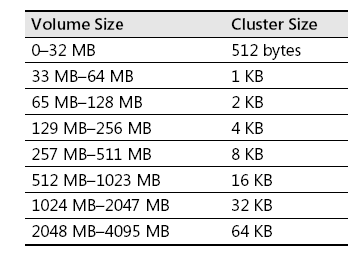 Volume Size Cluster Size
0–32 MB 512 bytes
33 MB–64 MB 1 KB
65 MB–128 MB 2 KB
129 MB–256 MB 4 KB
257 MB–511 MB 8 KB
512 MB–1023 MB 16 KB
1024 MB–2047 MB 32 KB
2048 MB–4095 MB 64 KB